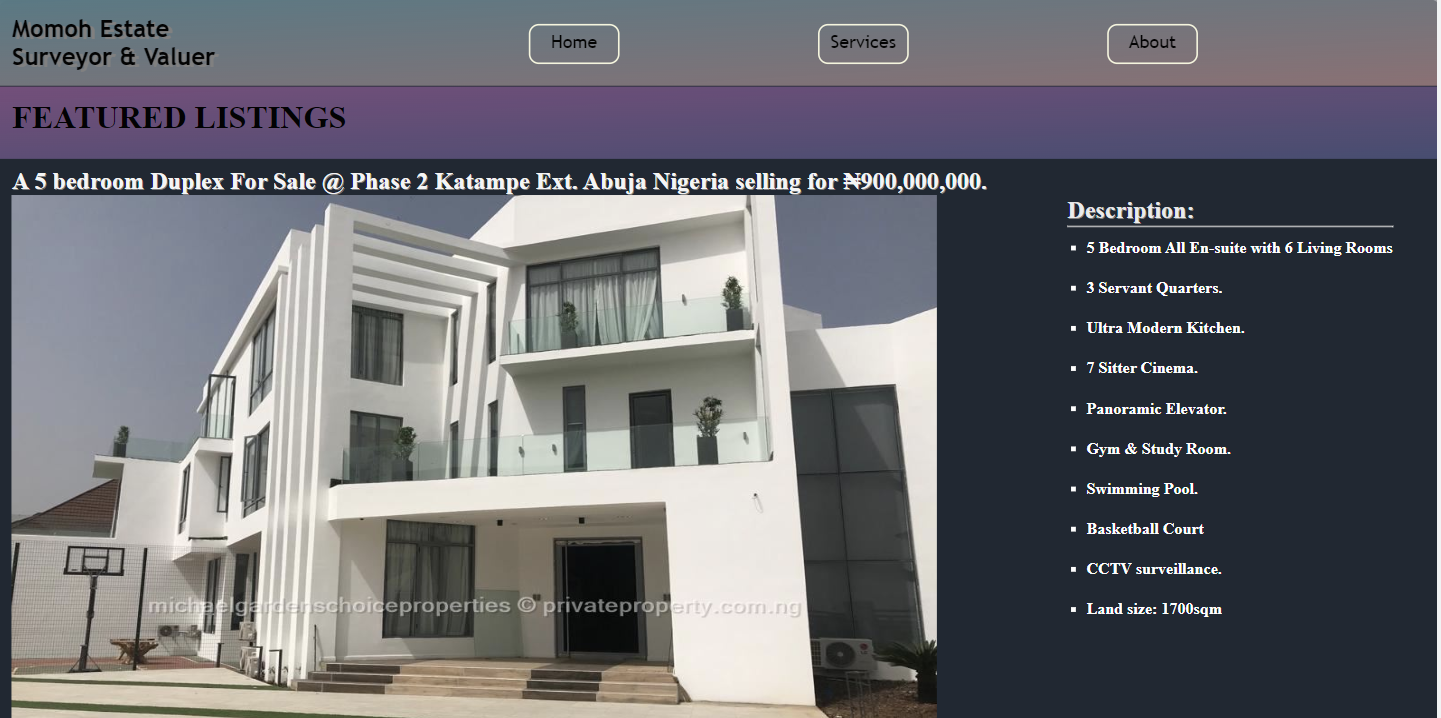 Momoh Estate
Surveyor & Valuer
Home
Services
About
FEATURED LISTINGS
A 5 bedroom Duplex For Sale @ Phase 2 Katampe Ext. Abuja Nigeria selling for ₦900,000,000.
Description:
5 Bedroom All En-suite with 6 Living Rooms
3 Servant Quarters.
Ultra Modern Kitchen.
7 Sitter Cinema.
Panoramic Elevator.
Gym & Study Room.
Swimming Pool.
Basketball Court
CCTV surveillance.
Land size: 1700sqm
michaelgardenschoiceproperties © privateproperty.com.ng